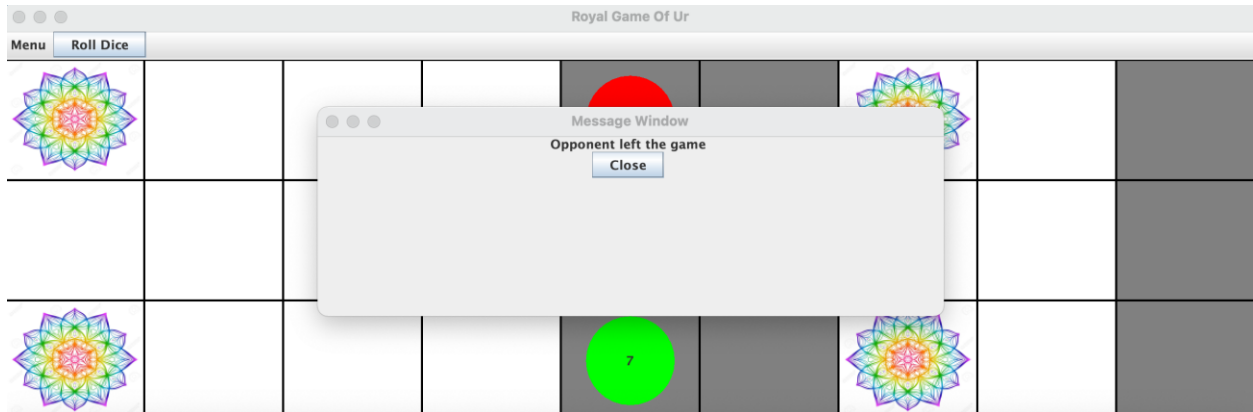 Royal Game Of Ur
Menu Roll Dice
Message Window
Opponent left the game
Close
7